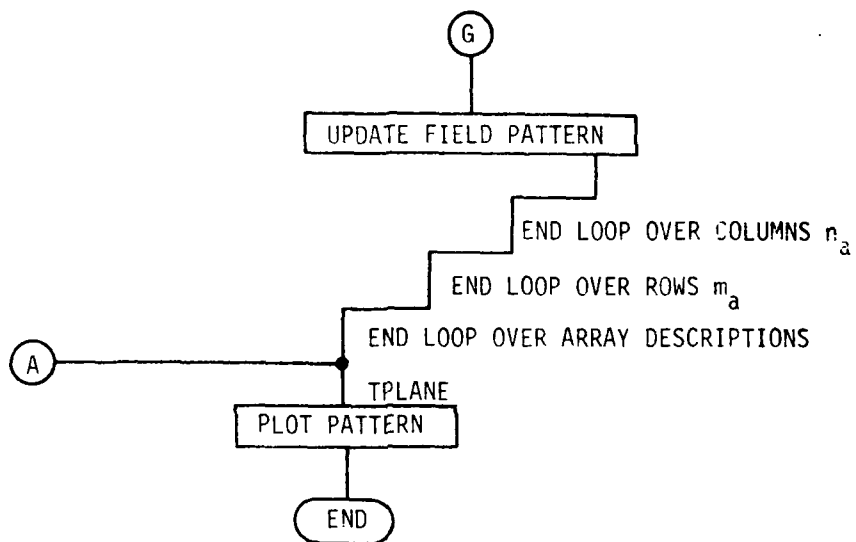 G
UPDATE FIELD PATTERN
END LOOP OVER COLUMNS n_a
END LOOP OVER ROWS m_a
END LOOP OVER ARRAY DESCRIPTIONS
A
TPLANE
PLOT PATTERN
END